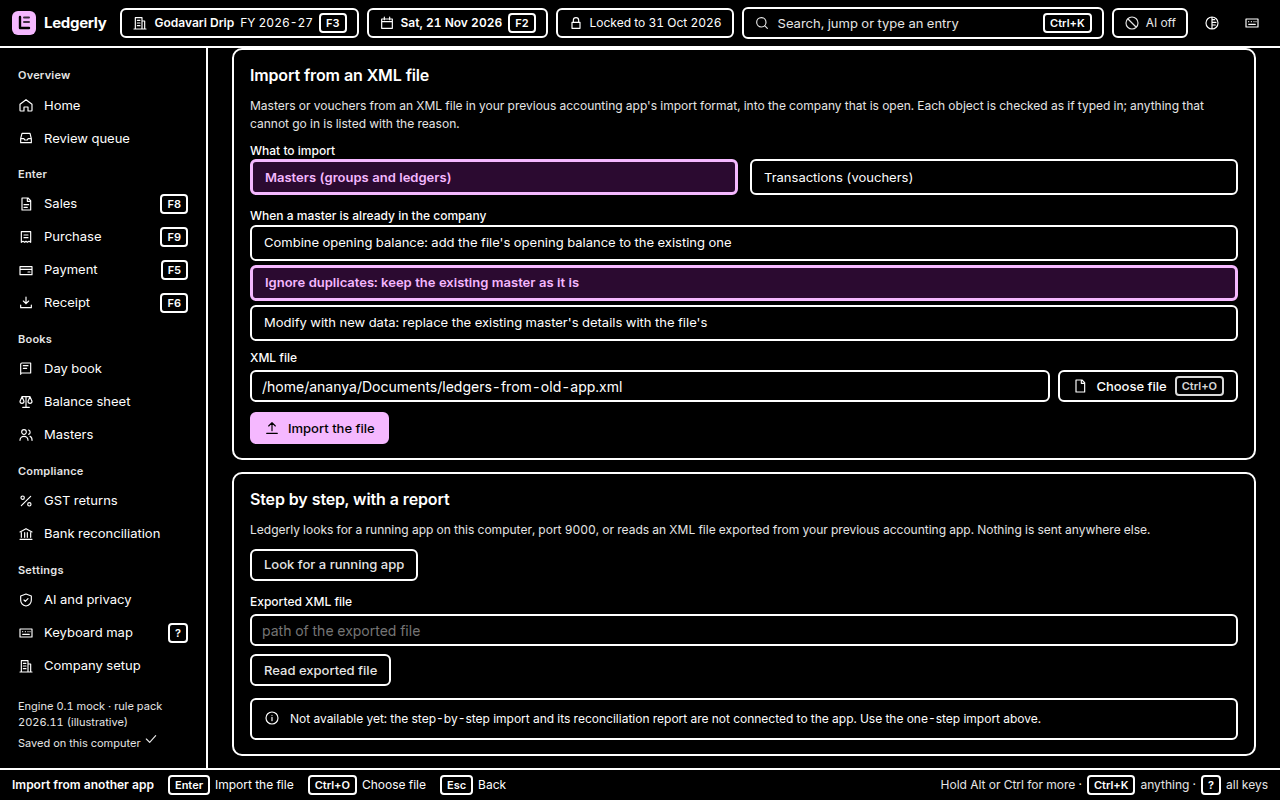 Ledgerly
Godavari Drip FY 2026-27 F3
Sat, 21 Nov 2026 F2
Locked to 31 Oct 2026
Search, jump or type an entry Ctrl+K
AI off
Overview
Home
Review queue
Enter
Sales F8
Purchase F9
Payment F5
Receipt F6
Books
Day book
Balance sheet
Masters
Compliance
GST returns
Bank reconciliation
Settings
AI and privacy
Keyboard map ?
Company setup
Engine 0.1 mock · rule pack
2026.11 (illustrative)
Saved on this computer
Import from an XML file
Masters or vouchers from an XML file in your previous accounting app's import format, into the company that is open. Each object is checked as if typed in; anything that
cannot go in is listed with the reason.
What to import
Masters (groups and ledgers)
Transactions (vouchers)
When a master is already in the company
Combine opening balance: add the file's opening balance to the existing one
Ignore duplicates: keep the existing master as it is
Modify with new data: replace the existing master's details with the file's
XML file
/home/ananya/Documents/ledgers-from-old-app.xml
Choose file Ctrl+O
Import the file
Step by step, with a report
Ledgerly looks for a running app on this computer, port 9000, or reads an XML file exported from your previous accounting app. Nothing is sent anywhere else.
Look for a running app
Exported XML file
path of the exported file
Read exported file
Not available yet: the step-by-step import and its reconciliation report are not connected to the app. Use the one-step import above.
Import from another app Enter Import the file Ctrl+O Choose file Esc Back
Hold Alt or Ctrl for more · Ctrl+K anything · ? all keys